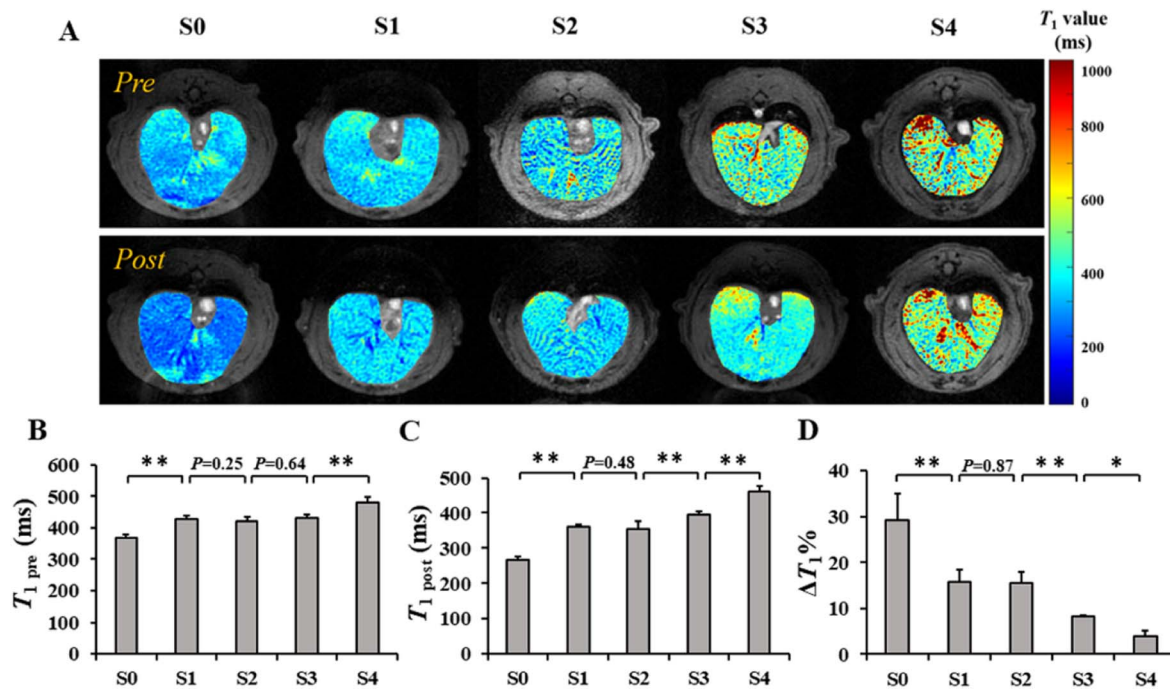 A
S0 S1 S2 S3 S4
T1 value
(ms)
Pre
1000
800
600
400
200
0
Post
B
600
500
400
300
200
100
0
T1 pre (ms)
** P=0.25 P=0.64 **
S0 S1 S2 S3 S4
C
500
400
300
200
100
0
T1 post (ms)
** P=0.48 ** **
S0 S1 S2 S3 S4
D
40
30
20
10
0
ΔT1%
** P=0.87 ** *
S0 S1 S2 S3 S4